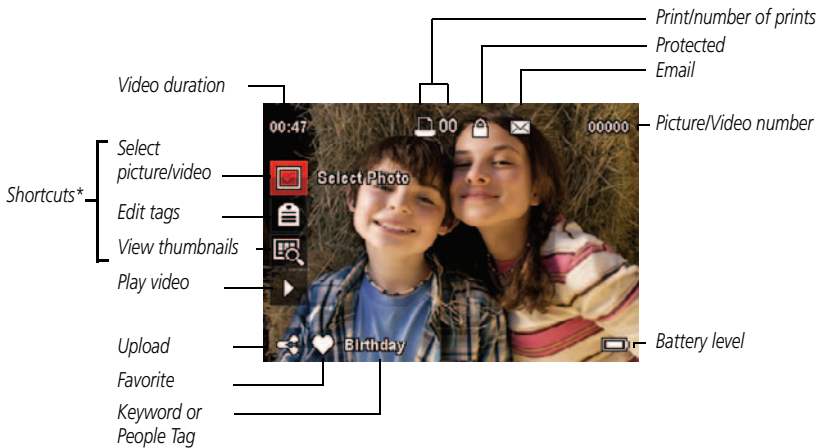 Print/number of prints
Protected
Email
Video duration
00:47
00
00000
Picture/Video number
Select
picture/video
Select Photo
Shortcuts*
Edit tags
View thumbnails
Play video
Upload
Birthday
Battery level
Favorite
Keyword or
People Tag